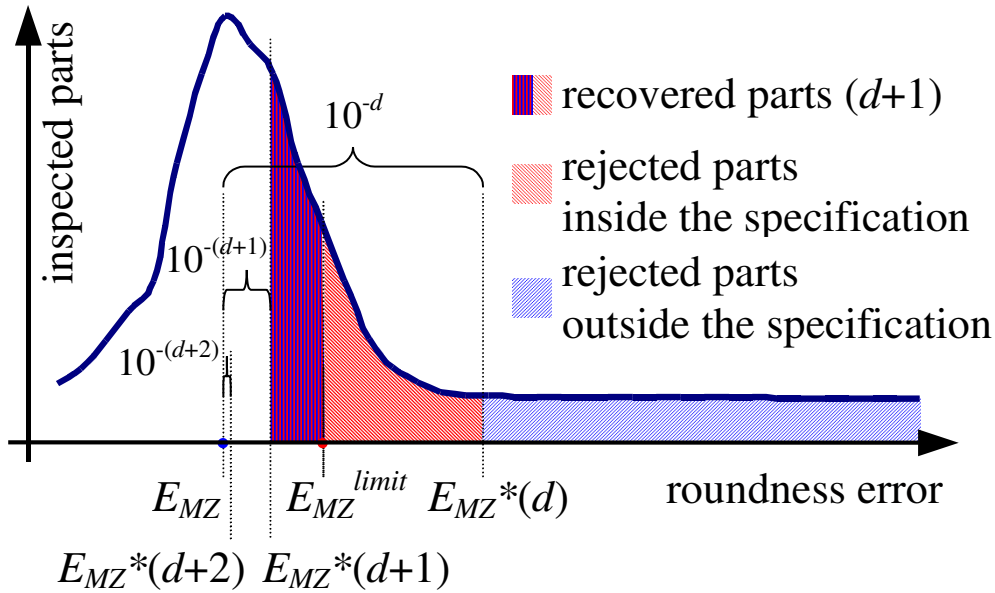 inspected parts
10^-d
10^-(d+1)
10^-(d+2)
recovered parts (d+1)
rejected parts
inside the specification
rejected parts
outside the specification
E_MZ
E_MZ^limit
E_MZ*(d)
roundness error
E_MZ*(d+2)
E_MZ*(d+1)